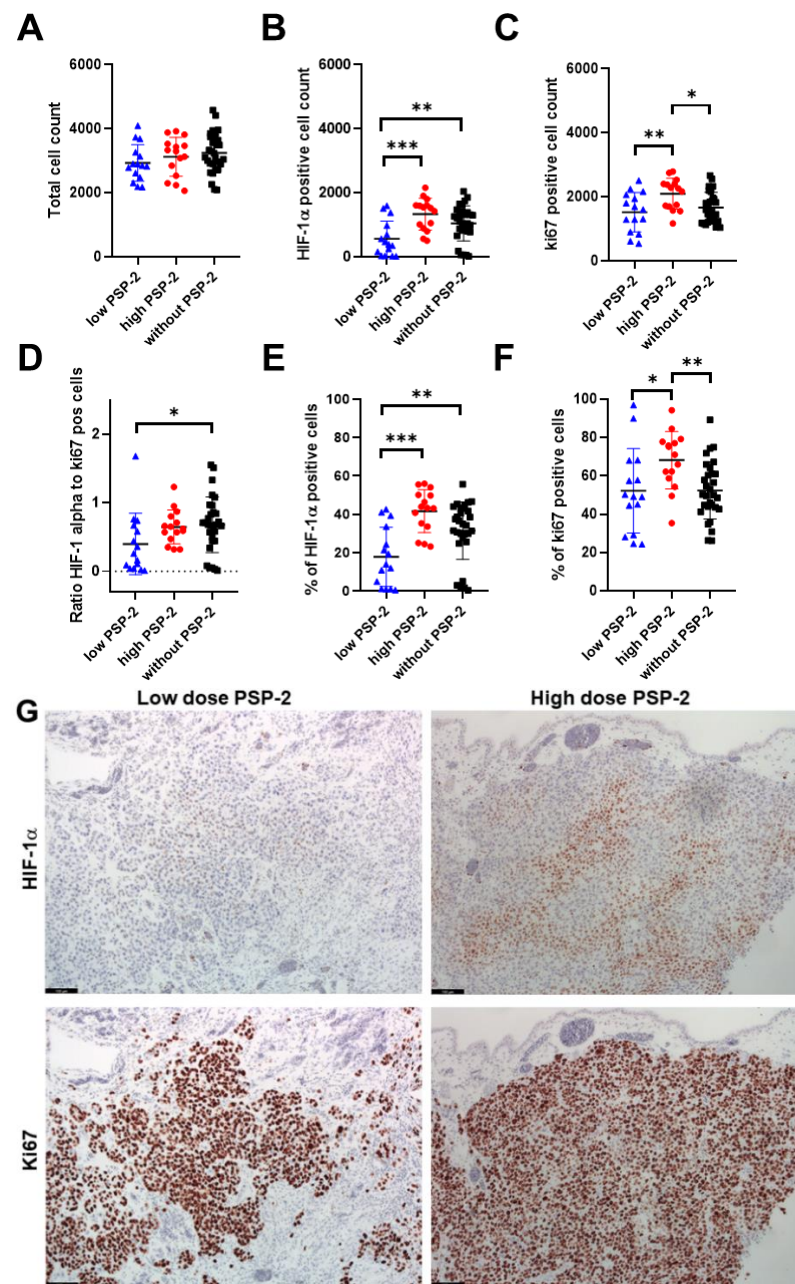 A
Total cell count
6000
4000
2000
0
low PSP-2
high PSP-2
without PSP-2
B
HIF-1α positive cell count
6000
4000
2000
0
**
***
low PSP-2
high PSP-2
without PSP-2
C
ki67 positive cell count
6000
4000
2000
0
*
**
low PSP-2
high PSP-2
without PSP-2
D
Ratio HIF-1 alpha to ki67 pos cells
2
1
0
*
low PSP-2
high PSP-2
without PSP-2
E
% of HIF-1α positive cells
100
80
60
40
20
0
**
***
low PSP-2
high PSP-2
without PSP-2
F
% of ki67 positive cells
100
80
60
40
20
0
**
*
low PSP-2
high PSP-2
without PSP-2
G
Low dose PSP-2
High dose PSP-2
HIF-1α
Ki67